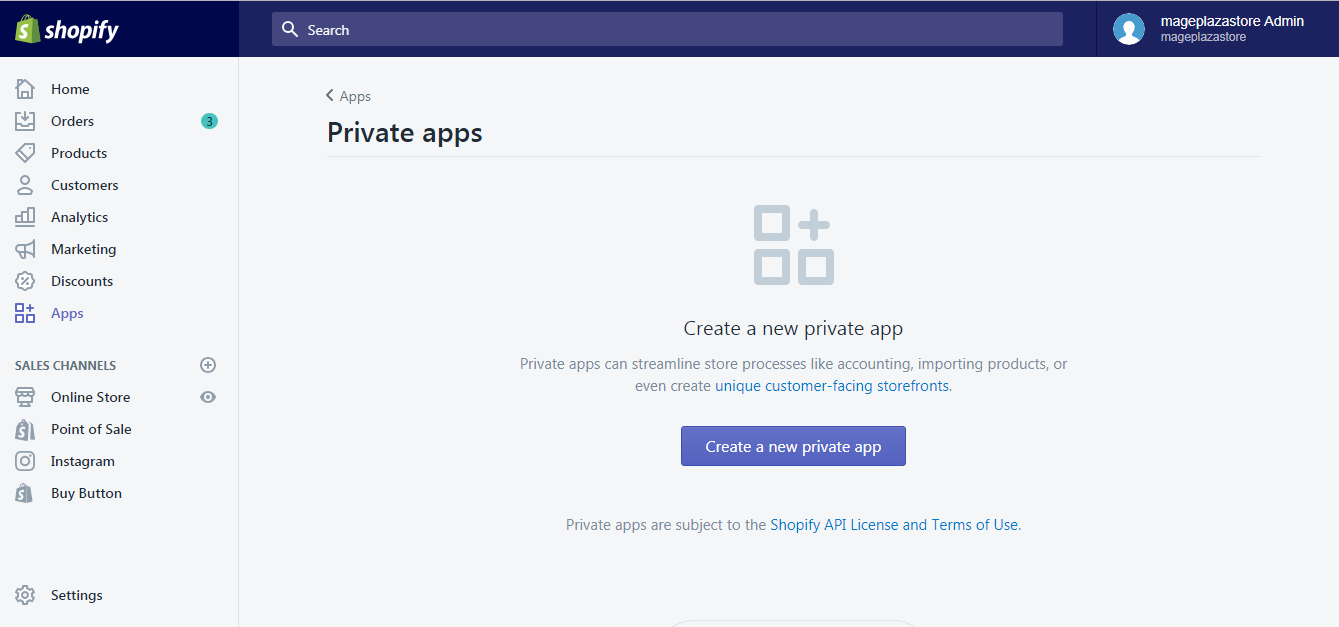 shopify
Search
mageplazastore Admin
mageplazastore
Home
Orders 3
Products
Customers
Analytics
Marketing
Discounts
Apps
SALES CHANNELS
Online Store
Point of Sale
Instagram
Buy Button
Settings
Apps
Private apps
Create a new private app
Private apps can streamline store processes like accounting, importing products, or
even create unique customer-facing storefronts.
Create a new private app
Private apps are subject to the Shopify API License and Terms of Use.